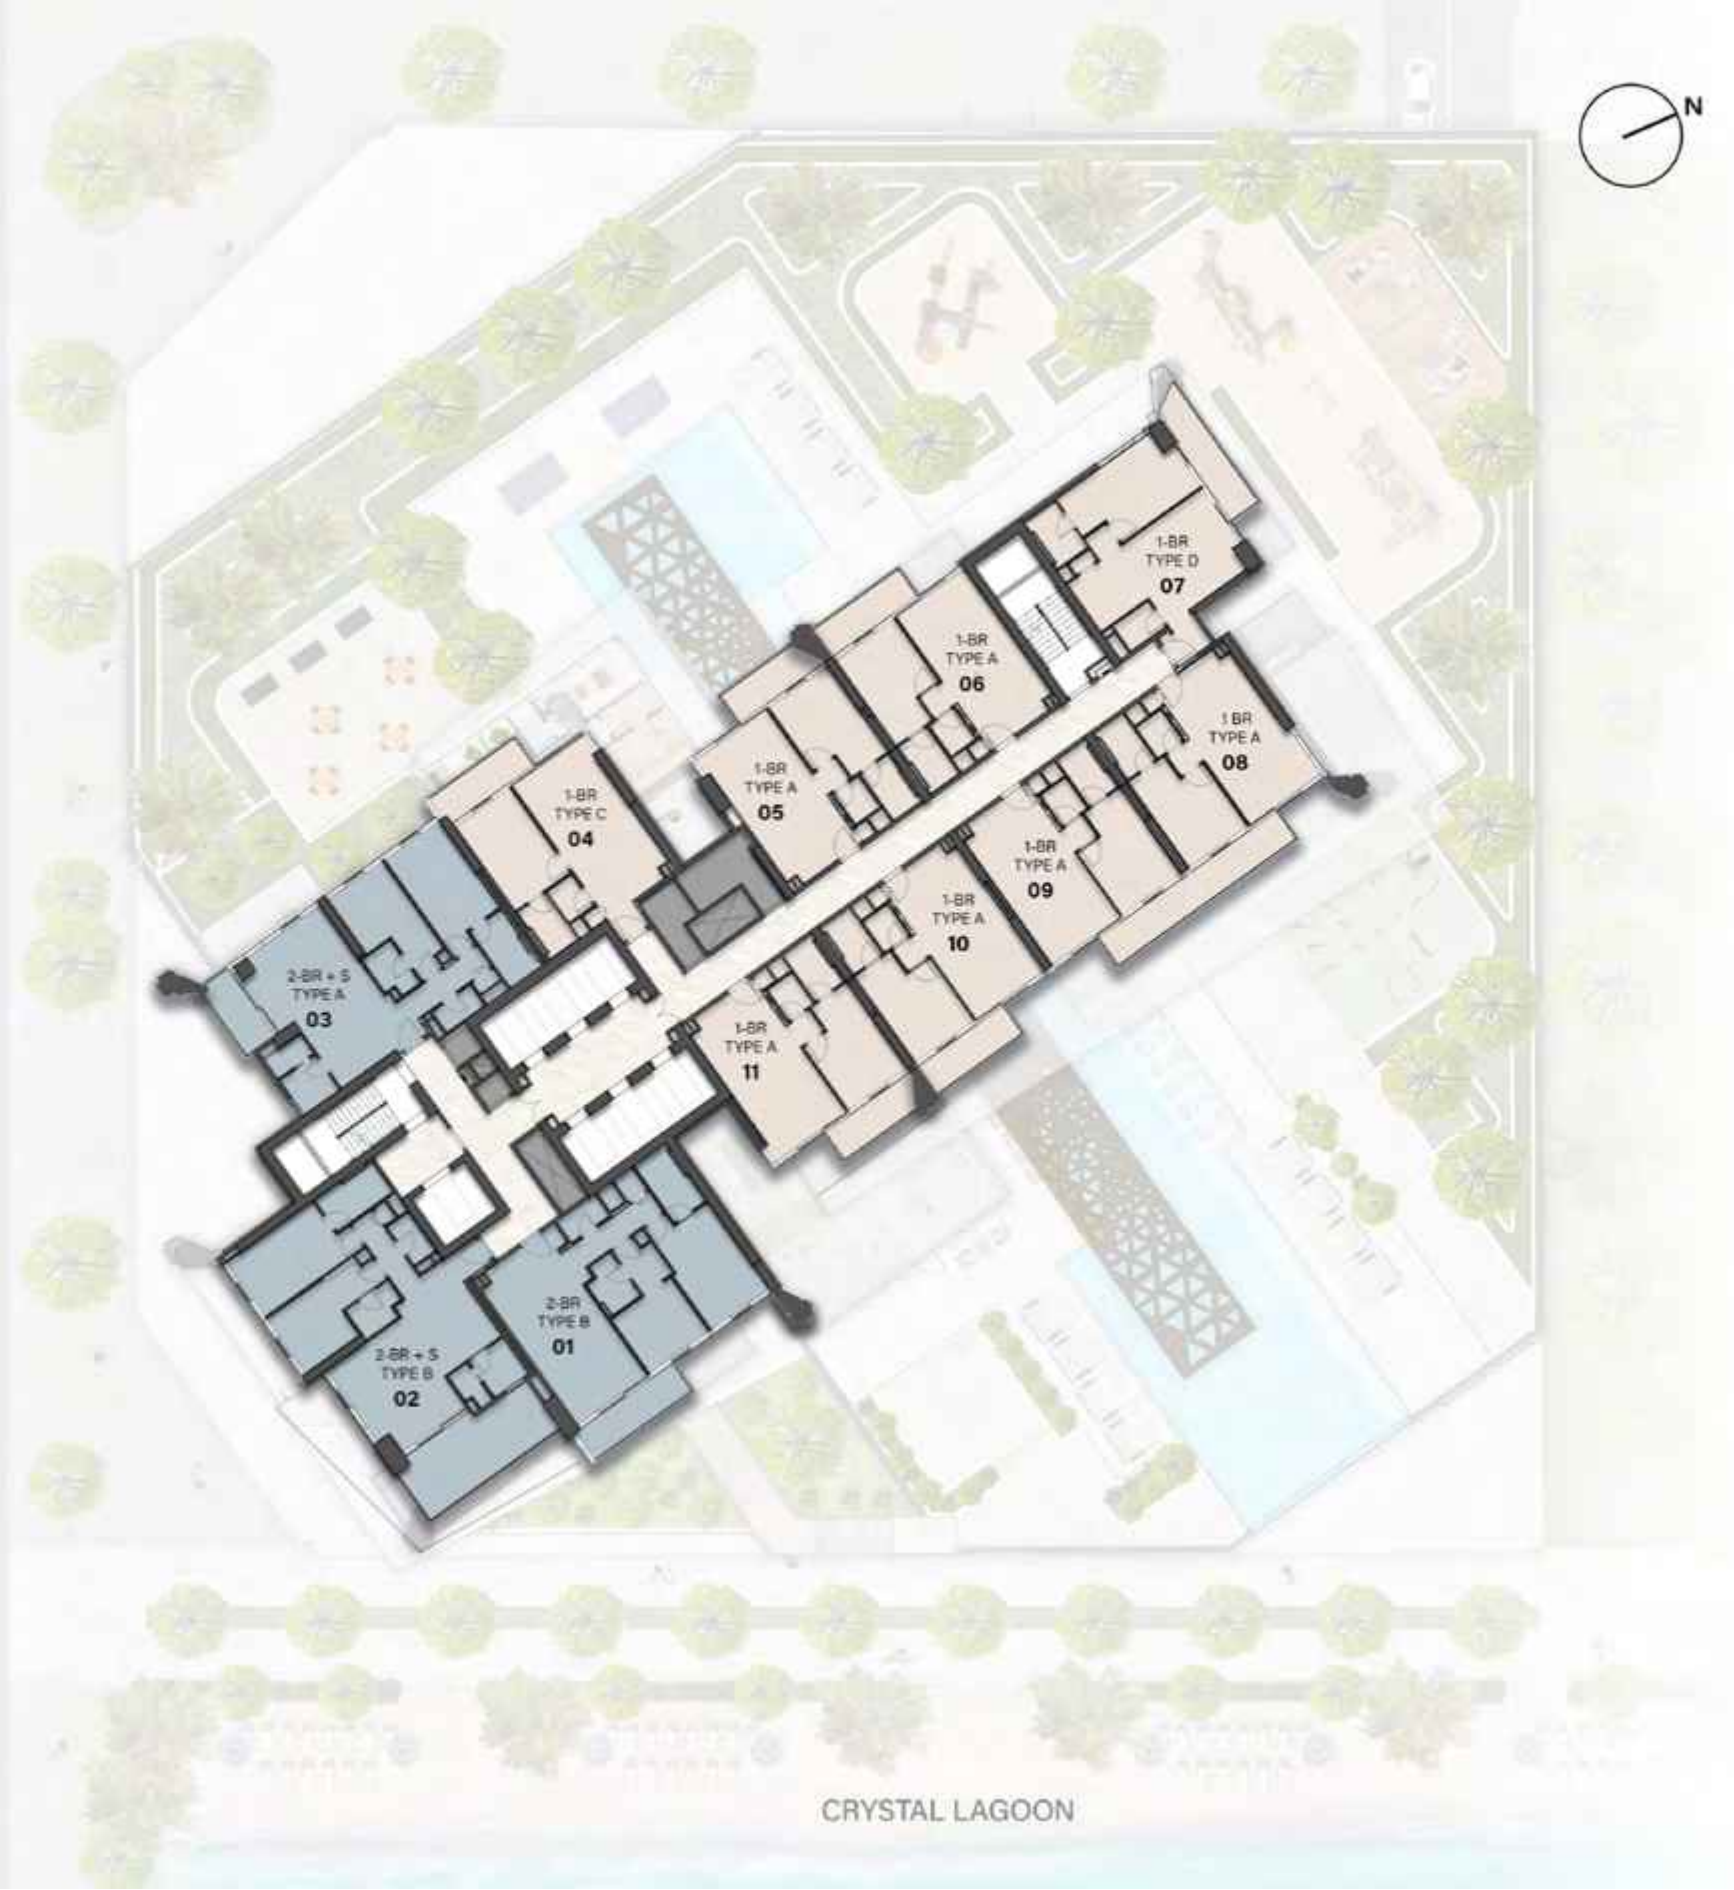 N
1-BR
TYPE D
07
1-BR
TYPE A
06
1 BR
TYPE A
08
1-BR
TYPE A
05
1-BR
TYPE C
04
1-BR
TYPE A
09
1-BR
TYPE A
10
2-BR + S
TYPE A
03
1-BR
TYPE A
11
2-BR
TYPE B
01
2-BR + S
TYPE B
02
CRYSTAL LAGOON